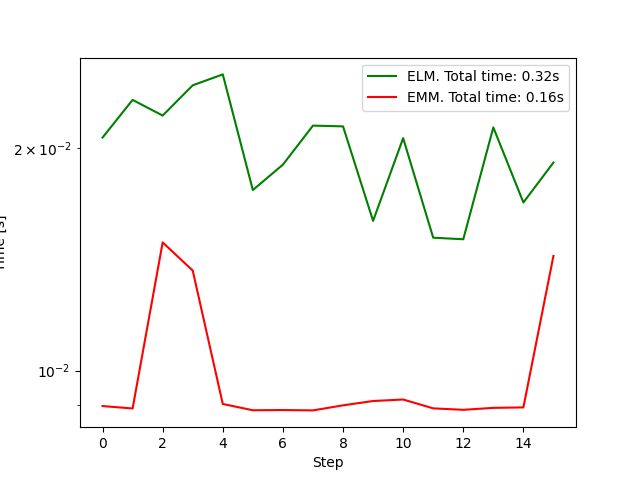 ELM. Total time: 0.32s
EMM. Total time: 0.16s
2 × 10⁻²
10⁻²
[s]
0 2 4 6 8 10 12 14
Step